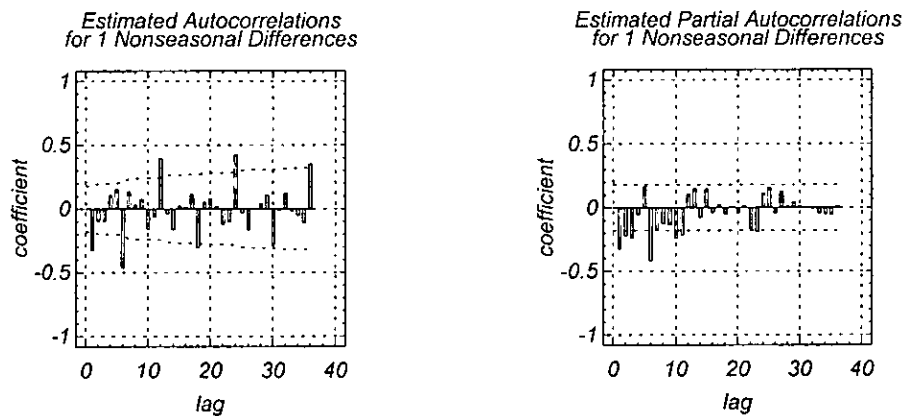 Estimated Autocorrelations
for 1 Nonseasonal Differences
1
0.5
0
-0.5
-1
coefficient
0 10 20 30 40
lag
Estimated Partial Autocorrelations
for 1 Nonseasonal Differences
1
0.5
0
-0.5
-1
coefficient
0 10 20 30 40
lag